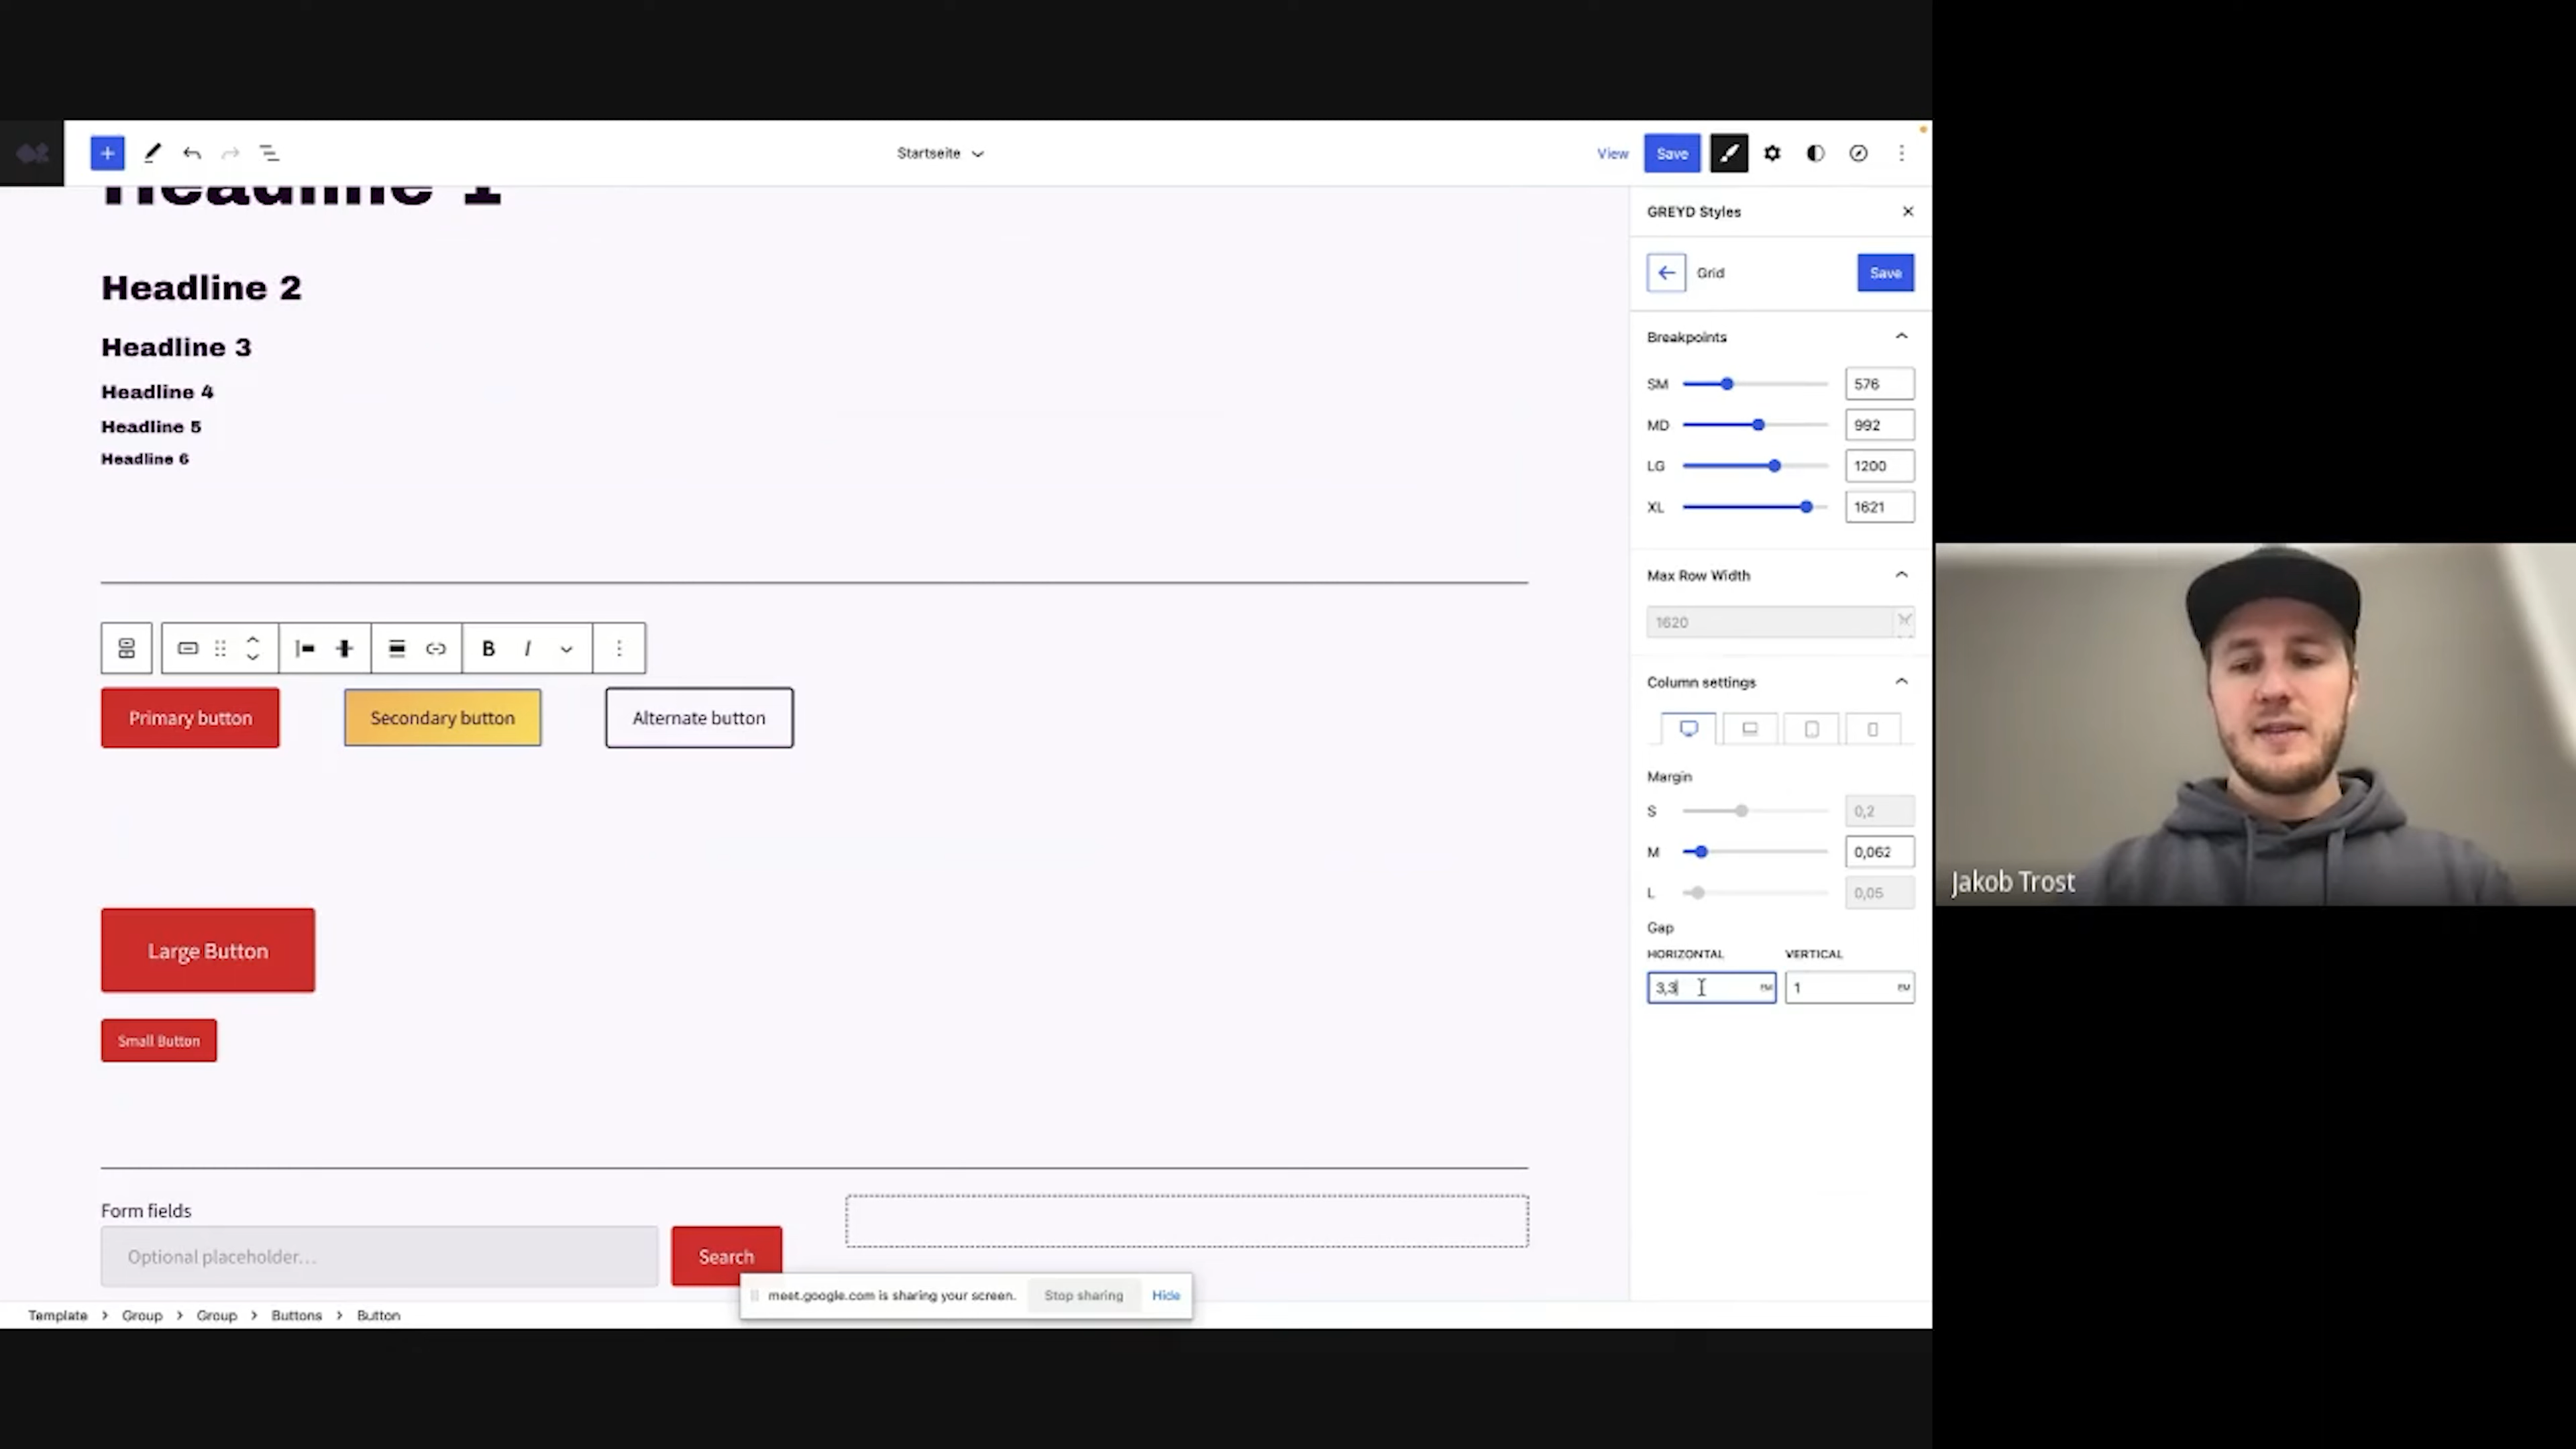 Startseite
View
Save
Headline 1
Headline 2
Headline 3
Headline 4
Headline 5
Headline 6
B I
Primary button
Secondary button
Alternate button
Large Button
Small Button
Form fields
Optional placeholder...
Search
meet.google.com is sharing your screen.
Stop sharing
Hide
Template > Group > Group > Buttons > Button
GREYD Styles
Grid
Save
Breakpoints
SM 576
MD 992
LG 1200
XL 1621
Max Row Width
1620
Column settings
Margin
S 0,2
M 0,062
L 0,05
Gap
HORIZONTAL VERTICAL
3,3 EM 1 EM
Jakob Trost